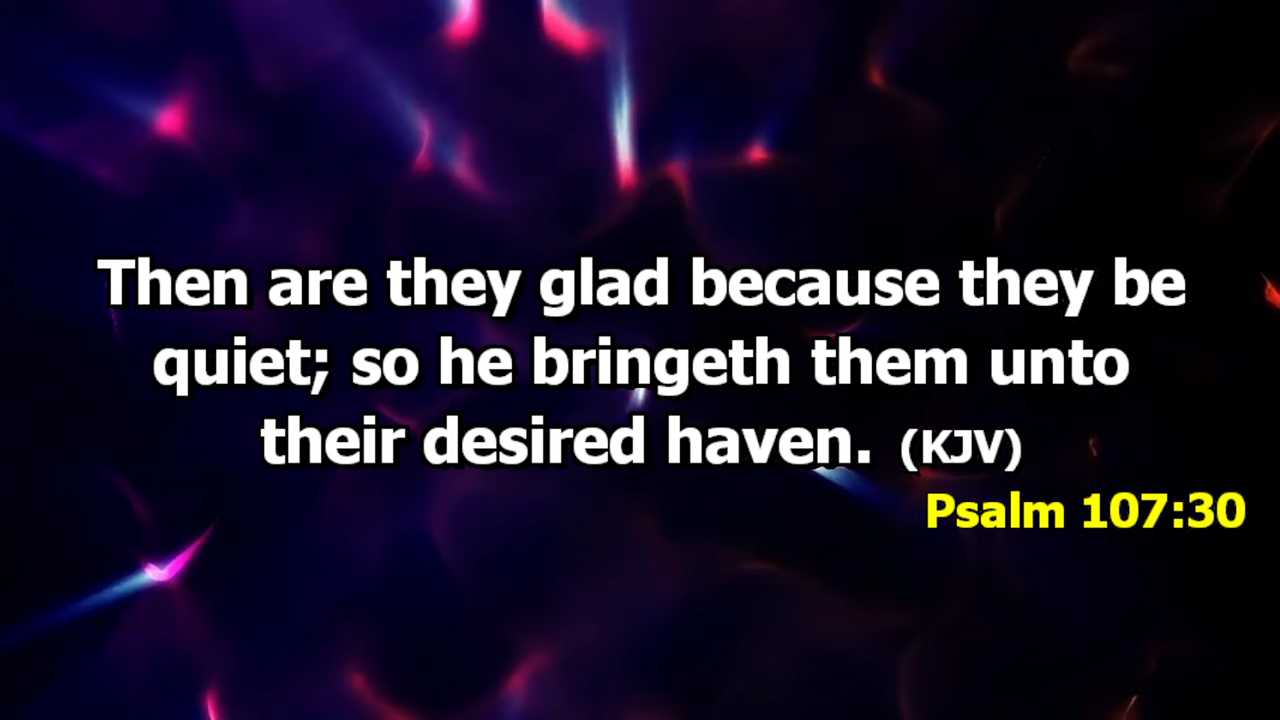 Then are they glad because they be
quiet; so he bringeth them unto
their desired haven. (KJV)
Psalm 107:30